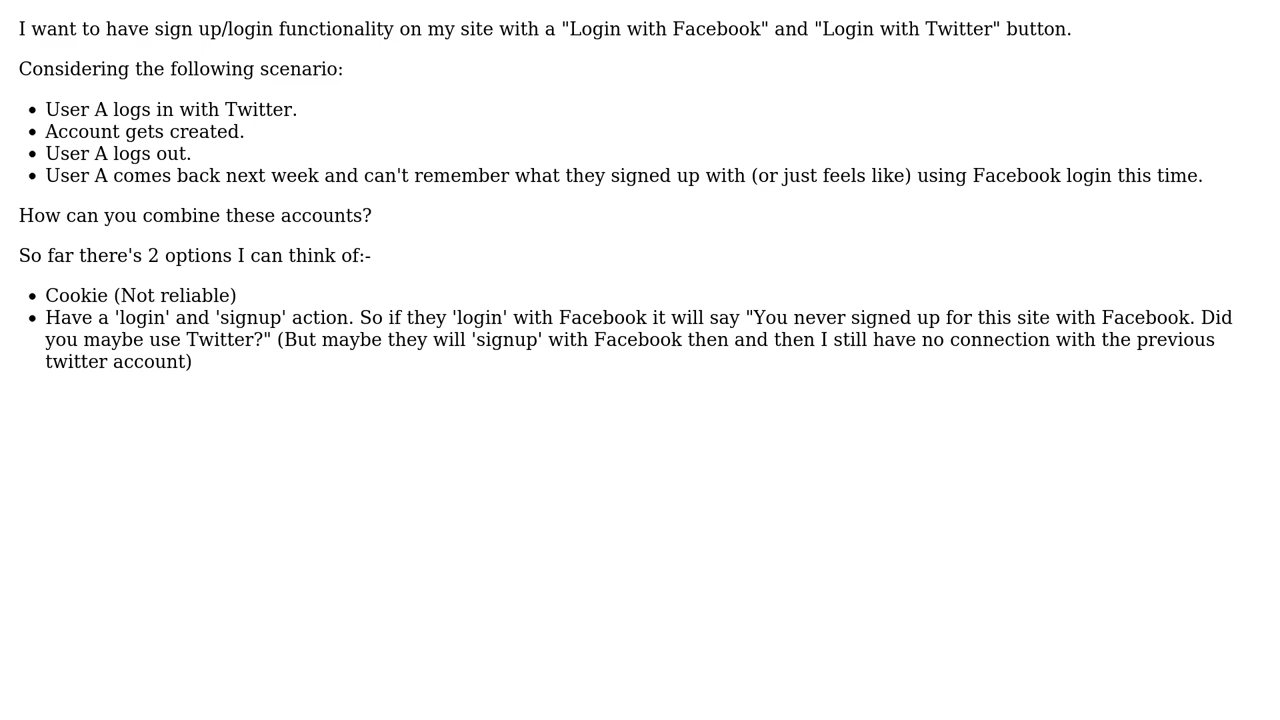 I want to have sign up/login functionality on my site with a "Login with Facebook" and "Login with Twitter" button.
Considering the following scenario:
• User A logs in with Twitter.
• Account gets created.
• User A logs out.
• User A comes back next week and can't remember what they signed up with (or just feels like) using Facebook login this time.
How can you combine these accounts?
So far there's 2 options I can think of:-
• Cookie (Not reliable)
• Have a 'login' and 'signup' action. So if they 'login' with Facebook it will say "You never signed up for this site with Facebook. Did
you maybe use Twitter?" (But maybe they will 'signup' with Facebook then and then I still have no connection with the previous
twitter account)